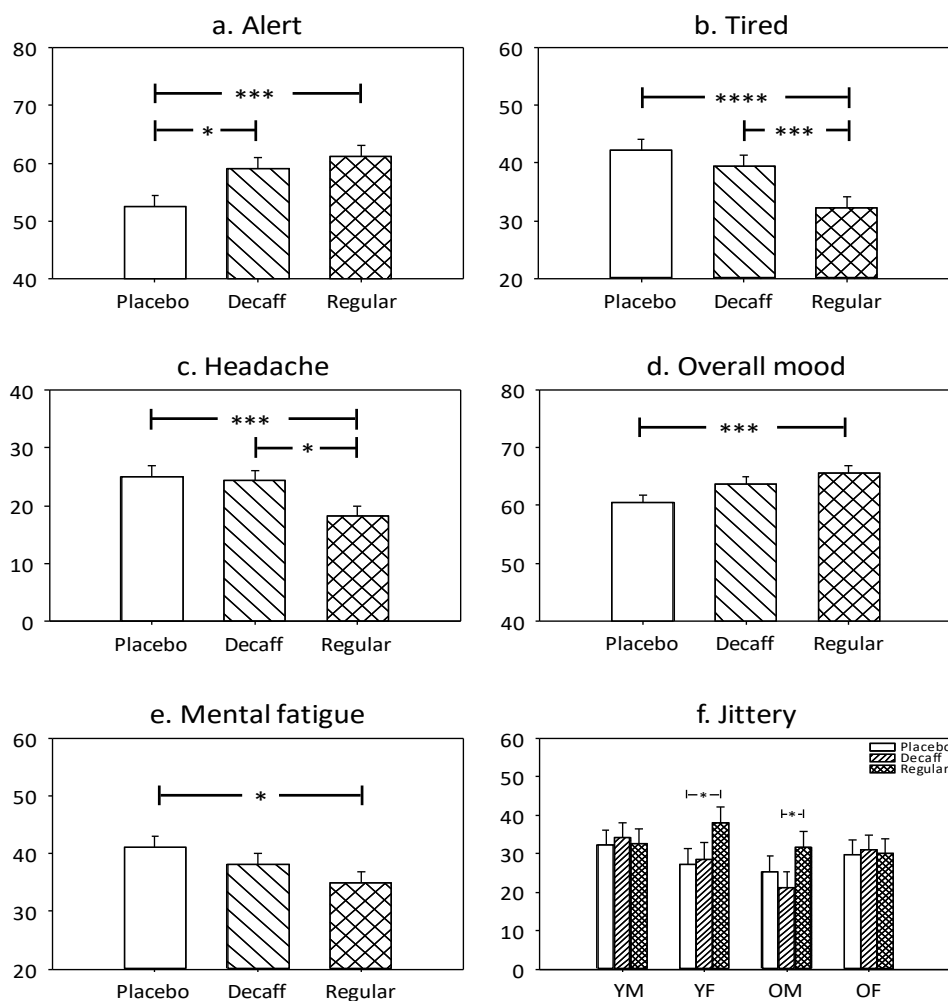 a. Alert
80
70
60
50
40
***
*
Placebo Decaff Regular
b. Tired
60
50
40
30
20
****
***
Placebo Decaff Regular
c. Headache
40
30
20
10
0
***
*
Placebo Decaff Regular
d. Overall mood
80
70
60
50
40
***
Placebo Decaff Regular
e. Mental fatigue
60
50
40
30
20
*
Placebo Decaff Regular
f. Jittery
60
50
40
30
20
10
0
Placebo
Decaff
Regular
*
*
YM YF OM OF